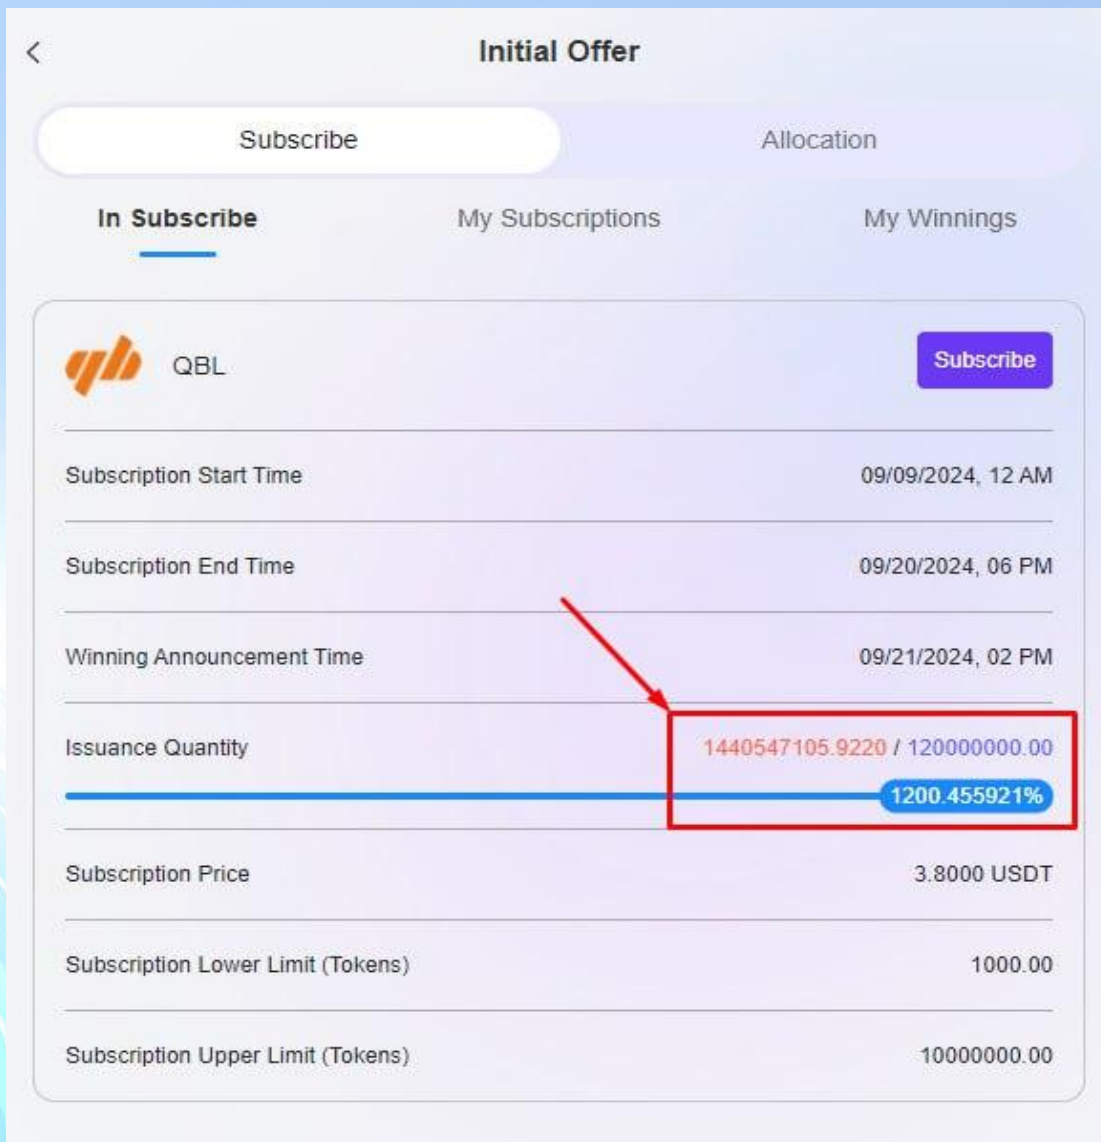 Initial Offer
Subscribe Allocation
In Subscribe My Subscriptions My Winnings
qb QBL Subscribe
Subscription Start Time 09/09/2024, 12 AM
Subscription End Time 09/20/2024, 06 PM
Winning Announcement Time 09/21/2024, 02 PM
Issuance Quantity 1440547105.9220 / 120000000.00
1200.455921%
Subscription Price 3.8000 USDT
Subscription Lower Limit (Tokens) 1000.00
Subscription Upper Limit (Tokens) 10000000.00